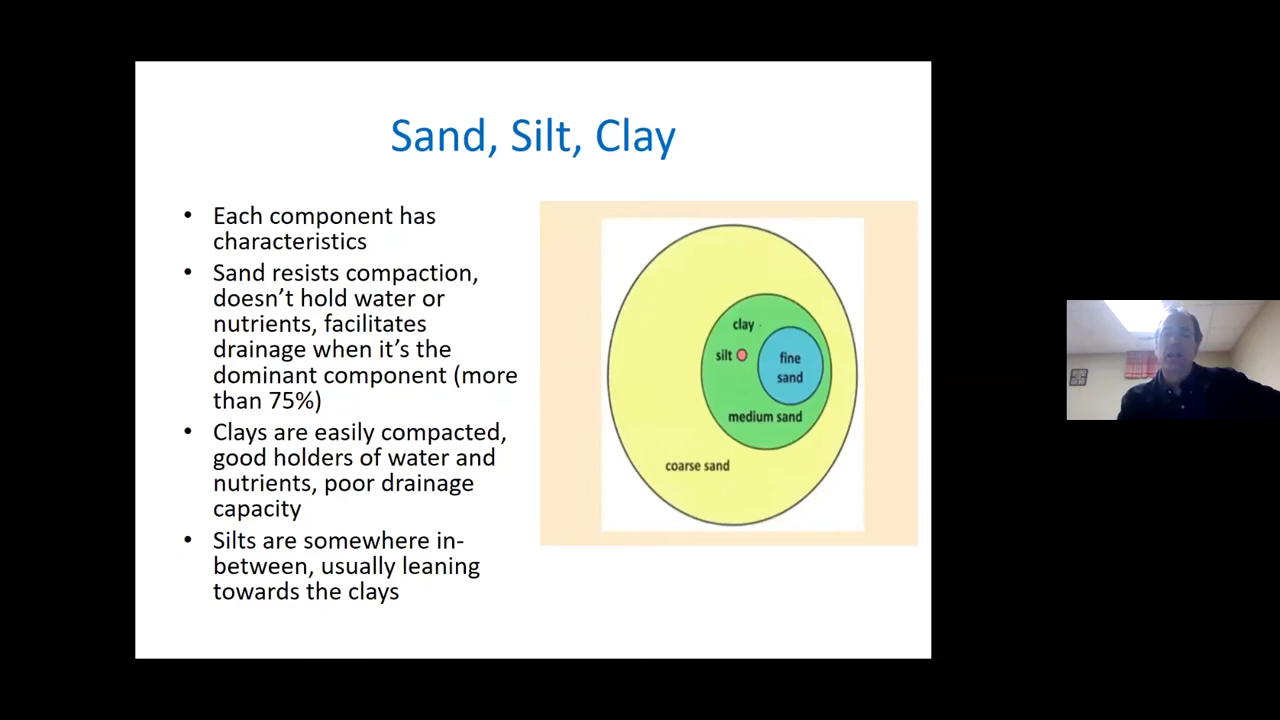 Sand, Silt, Clay
• Each component has
characteristics
• Sand resists compaction,
doesn’t hold water or
nutrients, facilitates
drainage when it’s the
dominant component (more
than 75%)
• Clays are easily compacted,
good holders of water and
nutrients, poor drainage
capacity
• Silts are somewhere in-
between, usually leaning
towards the clays
clay
silt
fine
sand
medium sand
coarse sand